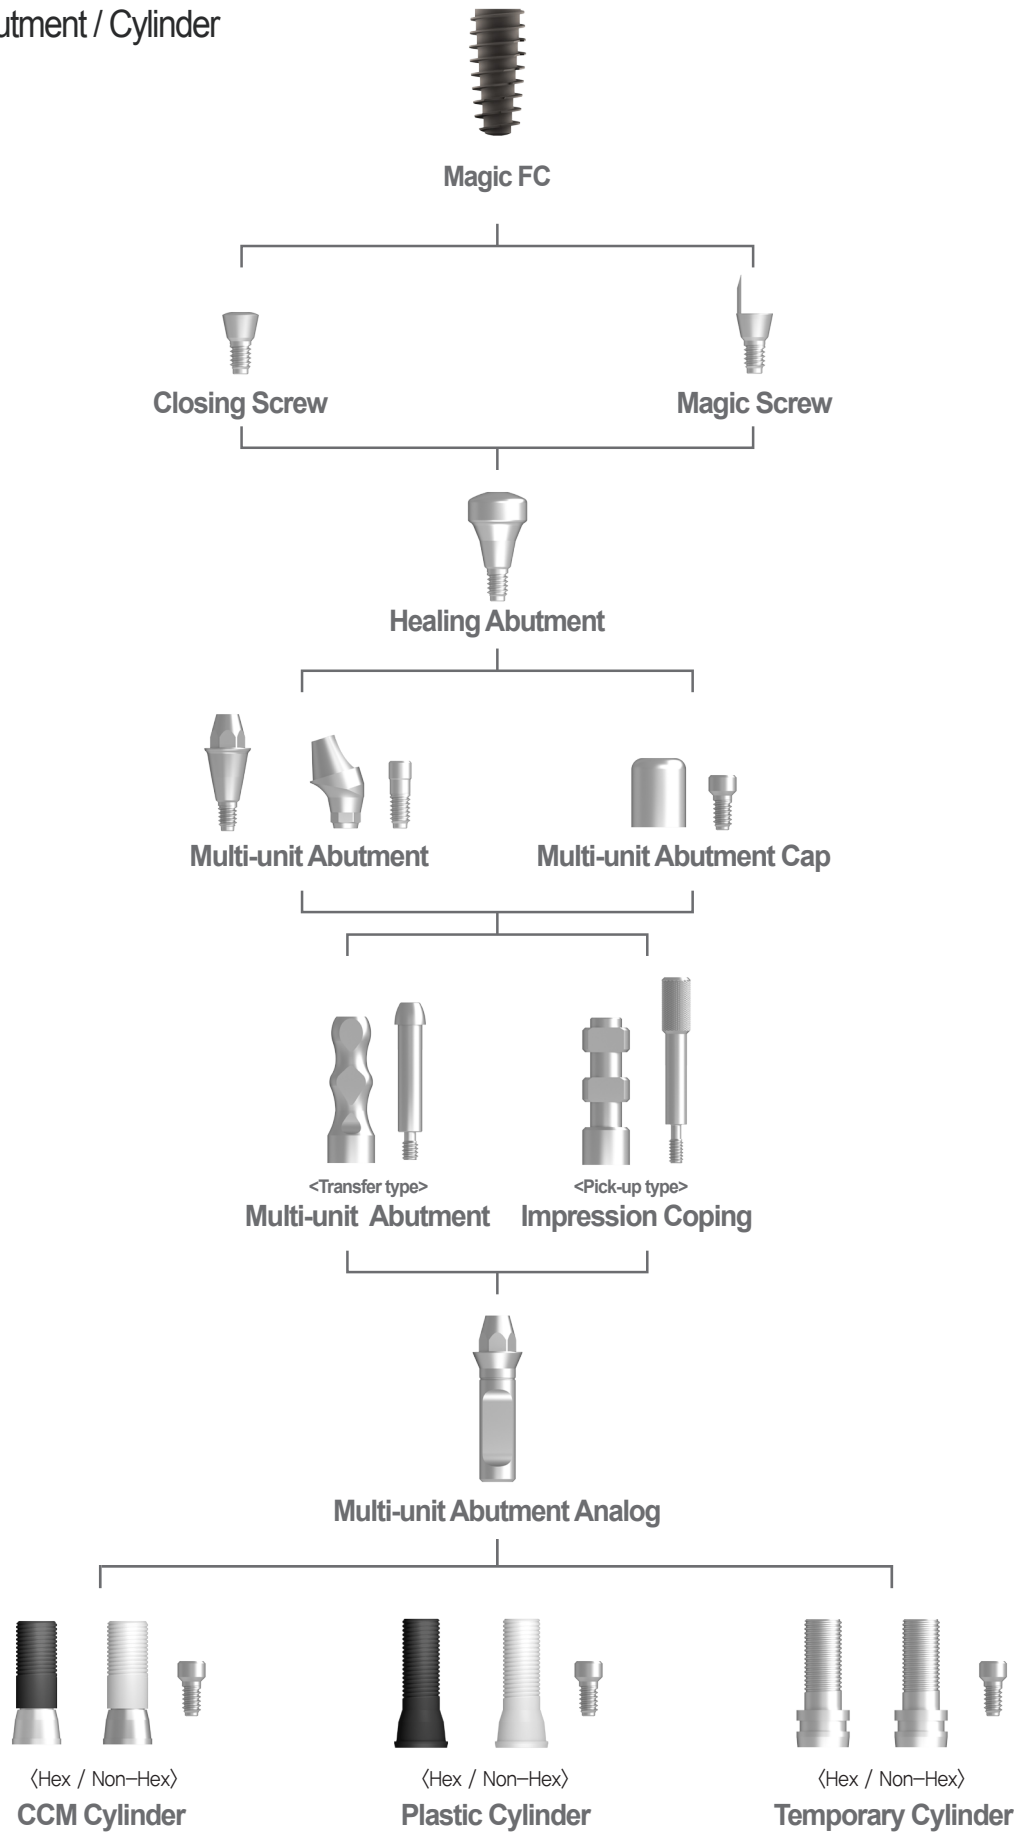 utment / Cylinder
Magic FC
Closing Screw
Magic Screw
Healing Abutment
Multi-unit Abutment
Multi-unit Abutment Cap
<Transfer type>
<Pick-up type>
Multi-unit Abutment
Impression Coping
Multi-unit Abutment Analog
〈Hex / Non-Hex〉
〈Hex / Non-Hex〉
〈Hex / Non-Hex〉
CCM Cylinder
Plastic Cylinder
Temporary Cylinder